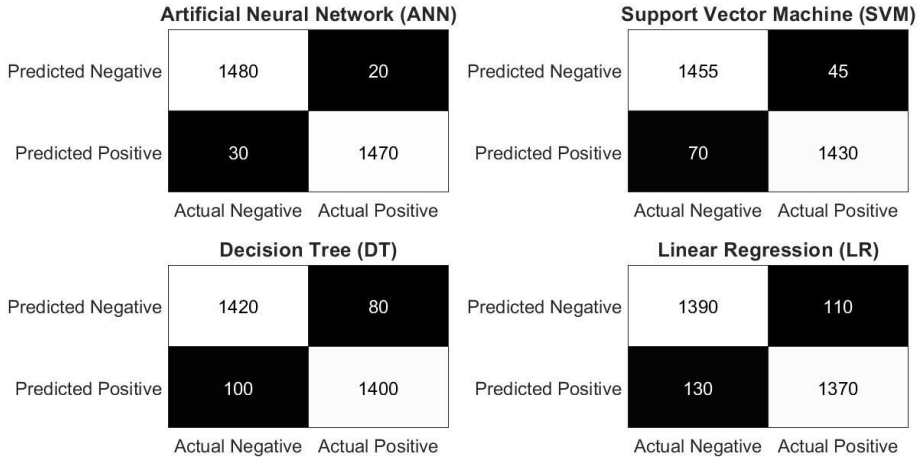 Artificial Neural Network (ANN)
Predicted Negative 1480 20
Predicted Positive 30 1470
Actual Negative Actual Positive
Support Vector Machine (SVM)
Predicted Negative 1455 45
Predicted Positive 70 1430
Actual Negative Actual Positive
Decision Tree (DT)
Predicted Negative 1420 80
Predicted Positive 100 1400
Actual Negative Actual Positive
Linear Regression (LR)
Predicted Negative 1390 110
Predicted Positive 130 1370
Actual Negative Actual Positive